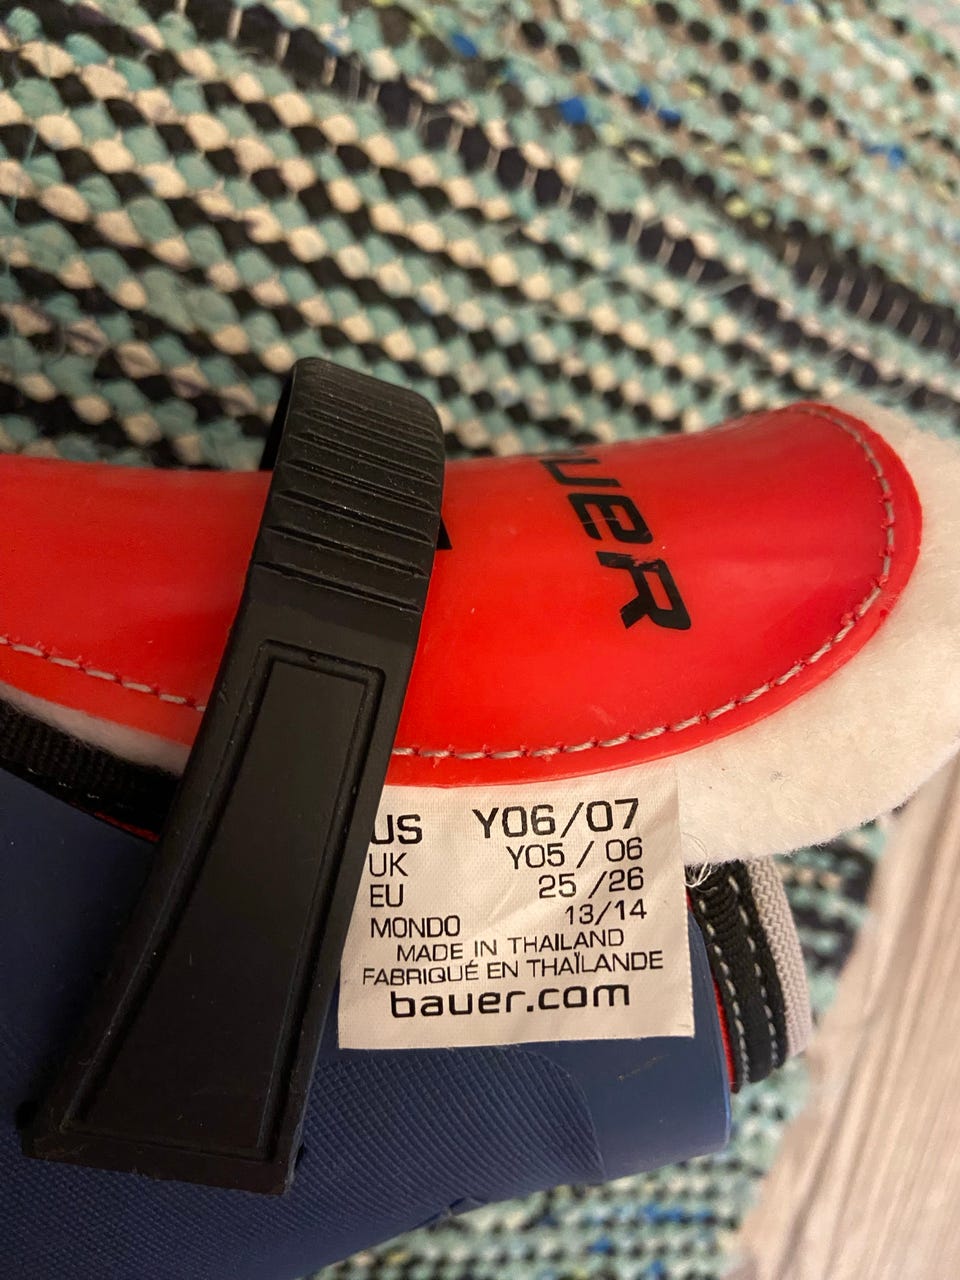 US Y06/07
UK Y05 / 06
EU 25 /26
MONDO 13/14
MADE IN THAILAND
FABRIQUÉ EN THAÏLANDE
bauer.com